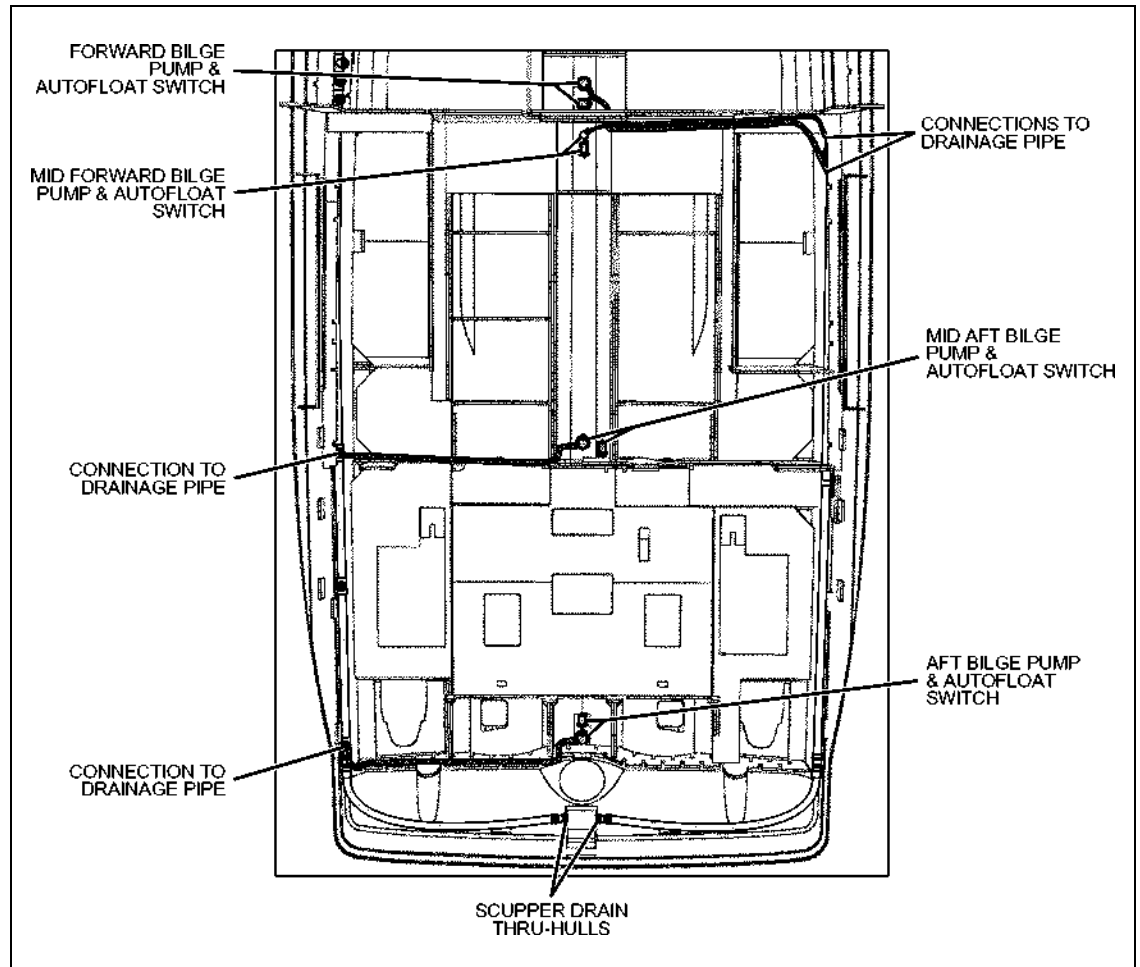 FORWARD BILGE
PUMP &
AUTOFLOAT SWITCH
CONNECTIONS TO
DRAINAGE PIPE
MID FORWARD BILGE
PUMP & AUTOFLOAT
SWITCH
MID AFT BILGE
PUMP &
AUTOFLOAT SWITCH
CONNECTION TO
DRAINAGE PIPE
AFT BILGE PUMP
& AUTOFLOAT
SWITCH
CONNECTION TO
DRAINAGE PIPE
SCUPPER DRAIN
THRU-HULLS